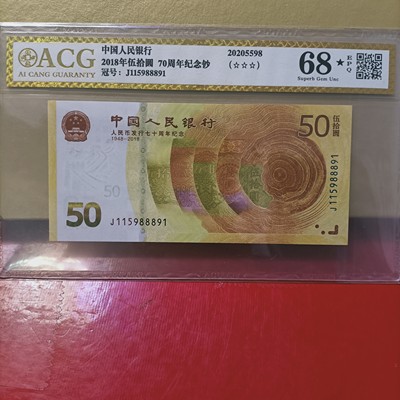 ACG
AI CANG GUARANTY
中国人民银行
2018年伍拾圆 70周年纪念钞
冠号: J115988891
20205598
(☆☆☆)
68★
EPQ
Superb Gem Unc
中国人民银行
人民币发行七十周年纪念
1948-2018
50
伍拾圆
50
50
J115988891
J115988891